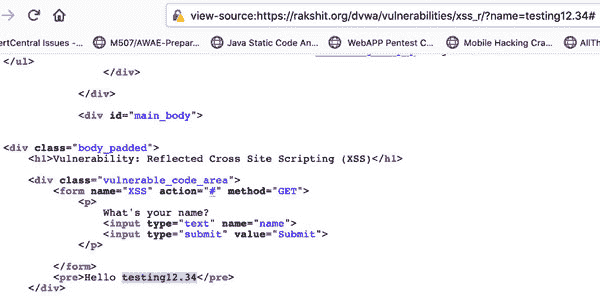 view-source:https://rakshit.org/dvwa/vulnerabilities/xss_r/?name=testing12.34#
ertCentral Issues -... M507/AWAE-Prepar... Java Static Code An... WebAPP Pentest C... Mobile Hacking Cra... AllTh
</ul>
</div>
</div>
<div id="main_body">
<div class="body_padded">
<h1>Vulnerability: Reflected Cross Site Scripting (XSS)</h1>
<div class="vulnerable_code_area">
<form name="XSS" action="#" method="GET">
<p>
What's your name?
<input type="text" name="name">
<input type="submit" value="Submit">
</p>
</form>
<pre>Hello testing12.34</pre>
</div>